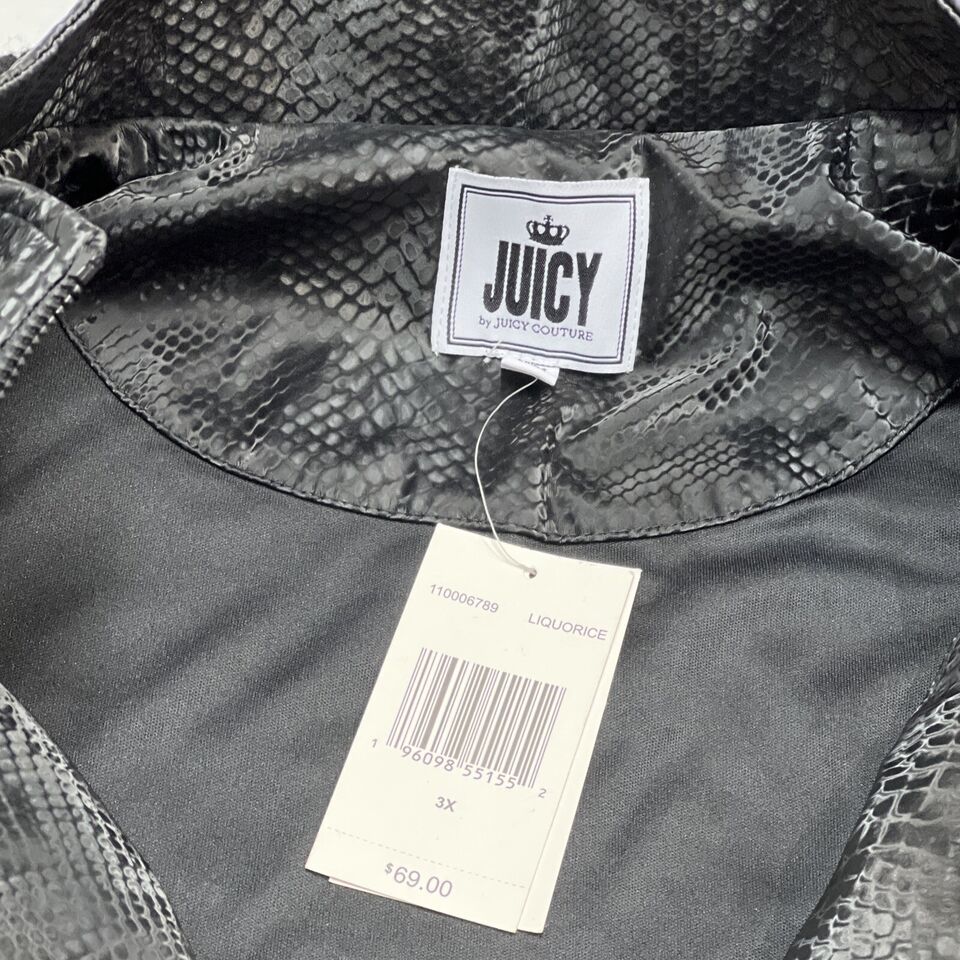 JUICY
by JUICY COUTURE
110006789 LIQUORICE
1 96098 55155 2
3X
$69.00